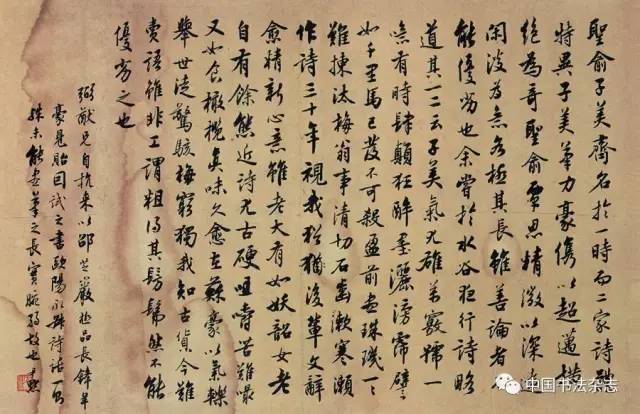 聖俞子美齊名於一時而二家詩體
特異子美筆力豪儁以超邁橫
絕為奇聖俞覃思精微以深遠
閑淡為意各極其長雖善論者不
能優劣也余嘗於水谷夜行詩略
道其一二云子美氣尤雄萬竅號一
噫有時肆顛狂醉墨灑滂霈譬
如千里馬已發不可殺盈前盡珠璣一一
難揀汰梅翁事清切石齒漱寒瀨
作詩三十年視我猶後輩文辭
愈精新心意雖老大有如妖韶女老
自有餘態近詩尤古硬咀嚼苦難嘬
又如食橄欖真味久愈在蘇豪以氣轢
舉世徒驚駭梅窮獨我知古貨今難
賣語雖非工謂粗得其髣髴然不能
優劣之也
弼猷兄自杭來以邵芝巖作品長鋒羊
毫見貽因試之書歐陽永叔詩話一
殊未能盡筆之長實腕弱故也 尹默
中国书法杂志